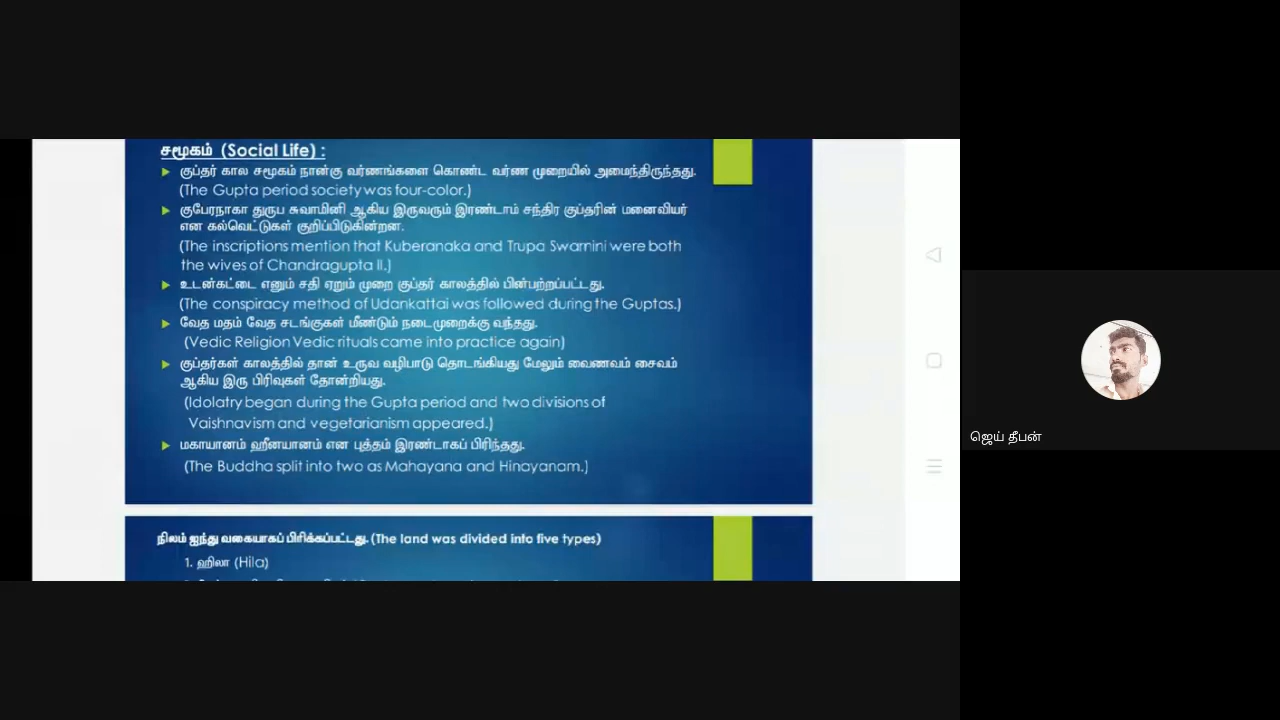 சமூகம் (Social Life) :
குப்தர் கால சமூகம் நான்கு வர்ணங்களை கொண்ட வர்ண முறையில் அமைந்திருந்தது.
(The Gupta period society was four-color.)
குபேரநாகா துருப சுவாமினி ஆகிய இருவரும் இரண்டாம் சந்திர குப்தரின் மனைவியர்
என கல்வெட்டுகள் குறிப்பிடுகின்றன.
(The inscriptions mention that Kuberanaka and Trupa Swamini were both
the wives of Chandragupta II.)
உடன்கட்டை எனும் சதி ஏறும் முறை குப்தர் காலத்தில் பின்பற்றப்பட்டது.
(The conspiracy method of Udankattai was followed during the Guptas.)
வேத மதம் வேத சடங்குகள் மீண்டும் நடைமுறைக்கு வந்தது.
(Vedic Religion Vedic rituals came into practice again)
குப்தர்கள் காலத்தில் தான் உருவ வழிபாடு தொடங்கியது மேலும் வைணவம் சைவம்
ஆகிய இரு பிரிவுகள் தோன்றியது.
(Idolatry began during the Gupta period and two divisions of
Vaishnavism and vegetarianism appeared.)
மகாயானம் ஹீனயானம் என புத்தம் இரண்டாகப் பிரிந்தது.
(The Buddha split into two as Mahayana and Hinayanam.)
நிலம் ஐந்து வகையாகப் பிரிக்கப்பட்டது. (The land was divided into five types)
1. ஹிலா (Hila)
ஜெய் தீபன்